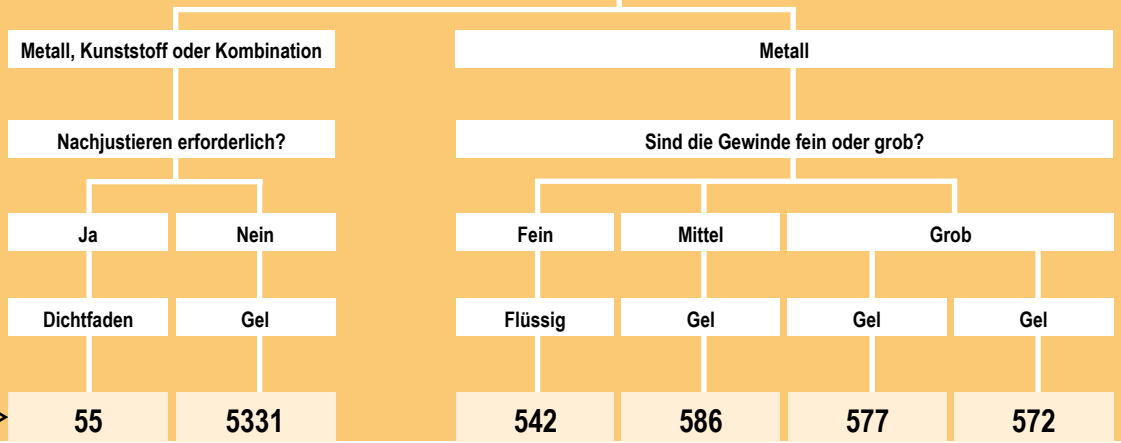 Metall, Kunststoff oder Kombination
Metall
Nachjustieren erforderlich?
Sind die Gewinde fein oder grob?
Ja
Nein
Fein
Mittel
Grob
Dichtfaden
Gel
Flüssig
Gel
Gel
Gel
55
5331
542
586
577
572